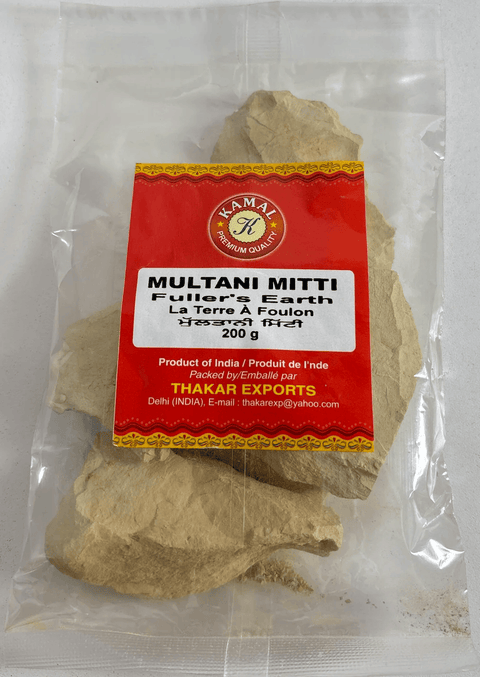 KAMAL
K
PREMIUM QUALITY
MULTANI MITTI
Fuller's Earth
La Terre À Foulon
ਮੁੱਲਤਾਨੀ ਮਿੱਟੀ
200 g
Product of India / Produit de l'nde
Packed by/Emballé par
THAKAR EXPORTS
Delhi (INDIA), E-mail : thakarexp@yahoo.com